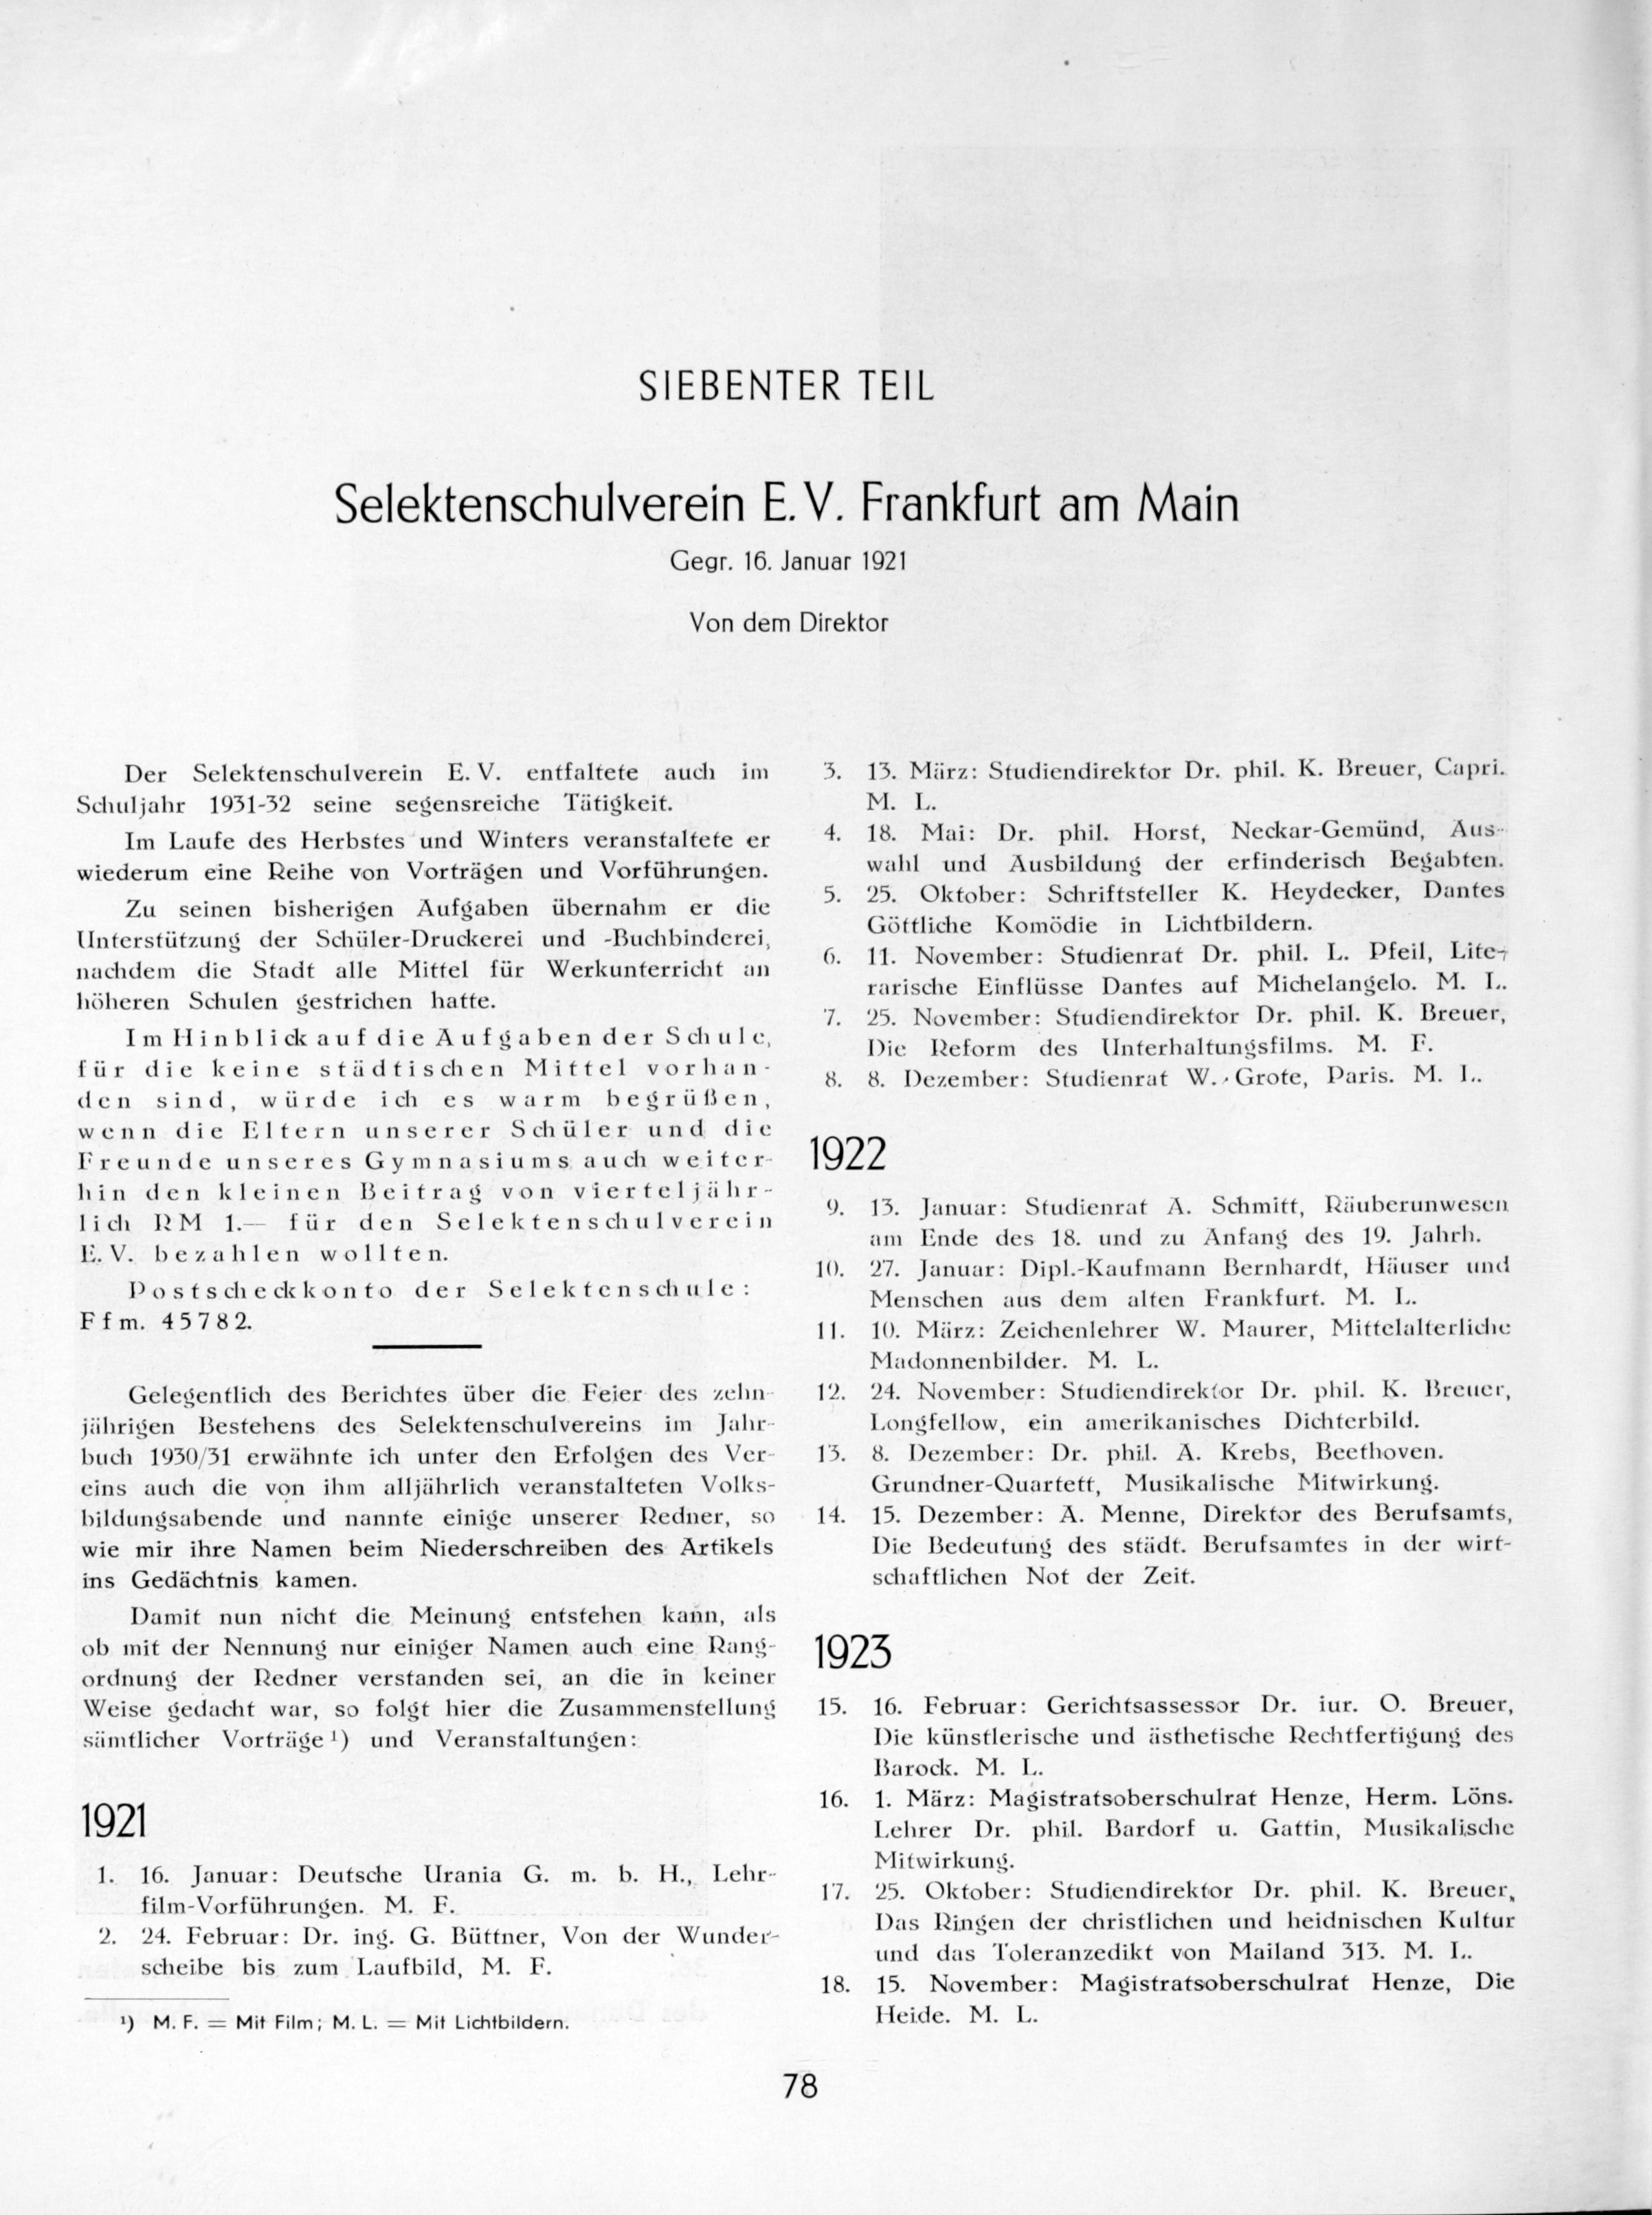 SIEBENTER TEIL
Selektenschulverein E. V. Frankfurt am Main
Gegr. 16. Januar 1921
Von dem Direktor
Der Selektenschulverein E. V. entfaltete auch im
Schuljahr 1931-32 seine segensreiche Tätigkeit.
Im Laufe des Herbstes und Winters veranstaltete er
wiederum eine Reihe von Vorträgen und Vorführungen.
Zu seinen bisherigen Aufgaben übernahm er die
Unterstützung der Schüler-Druckerei und -Buchbinderei,
nachdem die Stadt alle Mittel für Werkunterricht an
höheren Schulen gestrichen hatte.
Im Hinblick auf die Aufgaben der Schule,
für die keine städtischen Mittel vorhan-
den sind, würde ich es warm begrüßen,
wenn die Eltern unserer Schüler und die
Freunde unseres Gymnasiums auch weiter-
hin den kleinen Beitrag von vierteljähr-
lich RM 1.— für den Selektenschulverein
E. V. bezahlen wollten.
Postscheckkonto der Selektenschule:
Ffm. 45782.
Gelegentlich des Berichtes über die Feier des zehn-
jährigen Bestehens des Selektenschulvereins im Jahr-
buch 1930/31 erwähnte ich unter den Erfolgen des Ver-
eins auch die von ihm alljährlich veranstalteten Volks-
bildungsabende und nannte einige unserer Redner, so
wie mir ihre Namen beim Niederschreiben des Artikels
ins Gedächtnis kamen.
Damit nun nicht die Meinung entstehen kann, als
ob mit der Nennung nur einiger Namen auch eine Rang-
ordnung der Redner verstanden sei, an die in keiner
Weise gedacht war, so folgt hier die Zusammenstellung
sämtlicher Vorträge ¹) und Veranstaltungen:
1921
1. 16. Januar: Deutsche Urania G. m. b. H., Lehr-
film-Vorführungen. M. F.
2. 24. Februar: Dr. ing. G. Büttner, Von der Wunder-
scheibe bis zum Laufbild, M. F.
¹) M. F. = Mit Film; M. L. = Mit Lichtbildern.
3. 13. März: Studiendirektor Dr. phil. K. Breuer, Capri.
M. L.
4. 18. Mai: Dr. phil. Horst, Neckar-Gemünd, Aus-
wahl und Ausbildung der erfinderisch Begabten.
5. 25. Oktober: Schriftsteller K. Heydecker, Dantes
Göttliche Komödie in Lichtbildern.
6. 11. November: Studienrat Dr. phil. L. Pfeil, Lite-
rarische Einflüsse Dantes auf Michelangelo. M. L.
7. 25. November: Studiendirektor Dr. phil. K. Breuer,
Die Reform des Unterhaltungsfilms. M. F.
8. 8. Dezember: Studienrat W. Grote, Paris. M. L.
1922
9. 13. Januar: Studienrat A. Schmitt, Räuberunwesen
am Ende des 18. und zu Anfang des 19. Jahrh.
10. 27. Januar: Dipl.-Kaufmann Bernhardt, Häuser und
Menschen aus dem alten Frankfurt. M. L.
11. 10. März: Zeichenlehrer W. Maurer, Mittelalterliche
Madonnenbilder. M. L.
12. 24. November: Studiendirektor Dr. phil. K. Breuer,
Longfellow, ein amerikanisches Dichterbild.
13. 8. Dezember: Dr. phil. A. Krebs, Beethoven.
Grundner-Quartett, Musikalische Mitwirkung.
14. 15. Dezember: A. Menne, Direktor des Berufsamts,
Die Bedeutung des städt. Berufsamtes in der wirt-
schaftlichen Not der Zeit.
1923
15. 16. Februar: Gerichtsassessor Dr. iur. O. Breuer,
Die künstlerische und ästhetische Rechtfertigung des
Barock. M. L.
16. 1. März: Magistratsoberschulrat Henze, Herm. Löns.
Lehrer Dr. phil. Bardorf u. Gattin, Musikalische
Mitwirkung.
17. 25. Oktober: Studiendirektor Dr. phil. K. Breuer,
Das Ringen der christlichen und heidnischen Kultur
und das Toleranzedikt von Mailand 313. M. L.
18. 15. November: Magistratsoberschulrat Henze, Die
Heide. M. L.
78